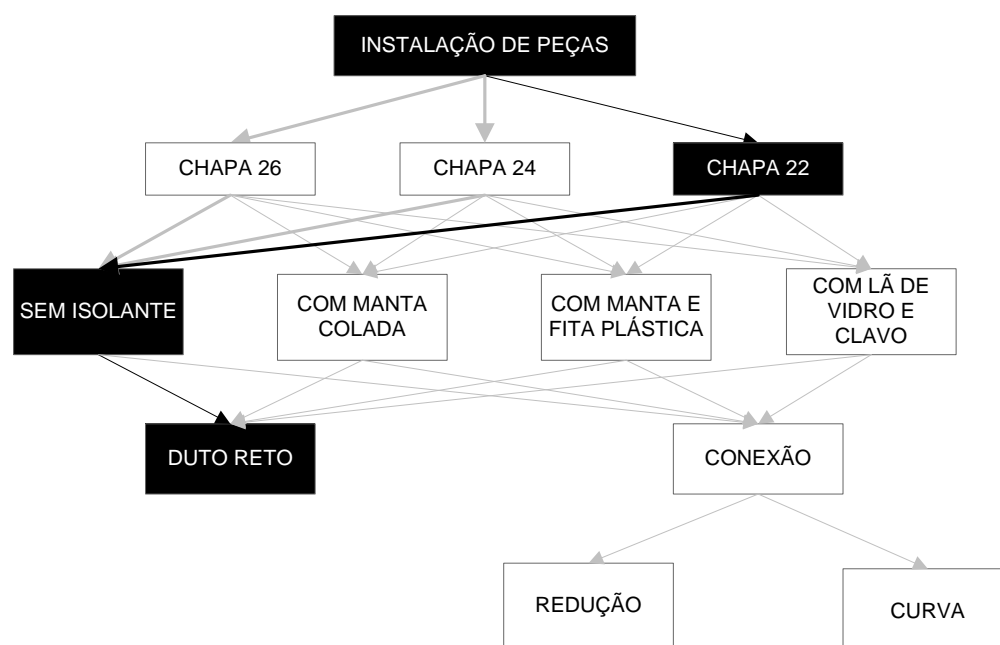 INSTALAÇÃO DE PEÇAS
CHAPA 26
CHAPA 24
CHAPA 22
SEM ISOLANTE
COM MANTA
COLADA
COM MANTA E
FITA PLÁSTICA
COM LÃ DE
VIDRO E
CLAVO
DUTO RETO
CONEXÃO
REDUÇÃO
CURVA